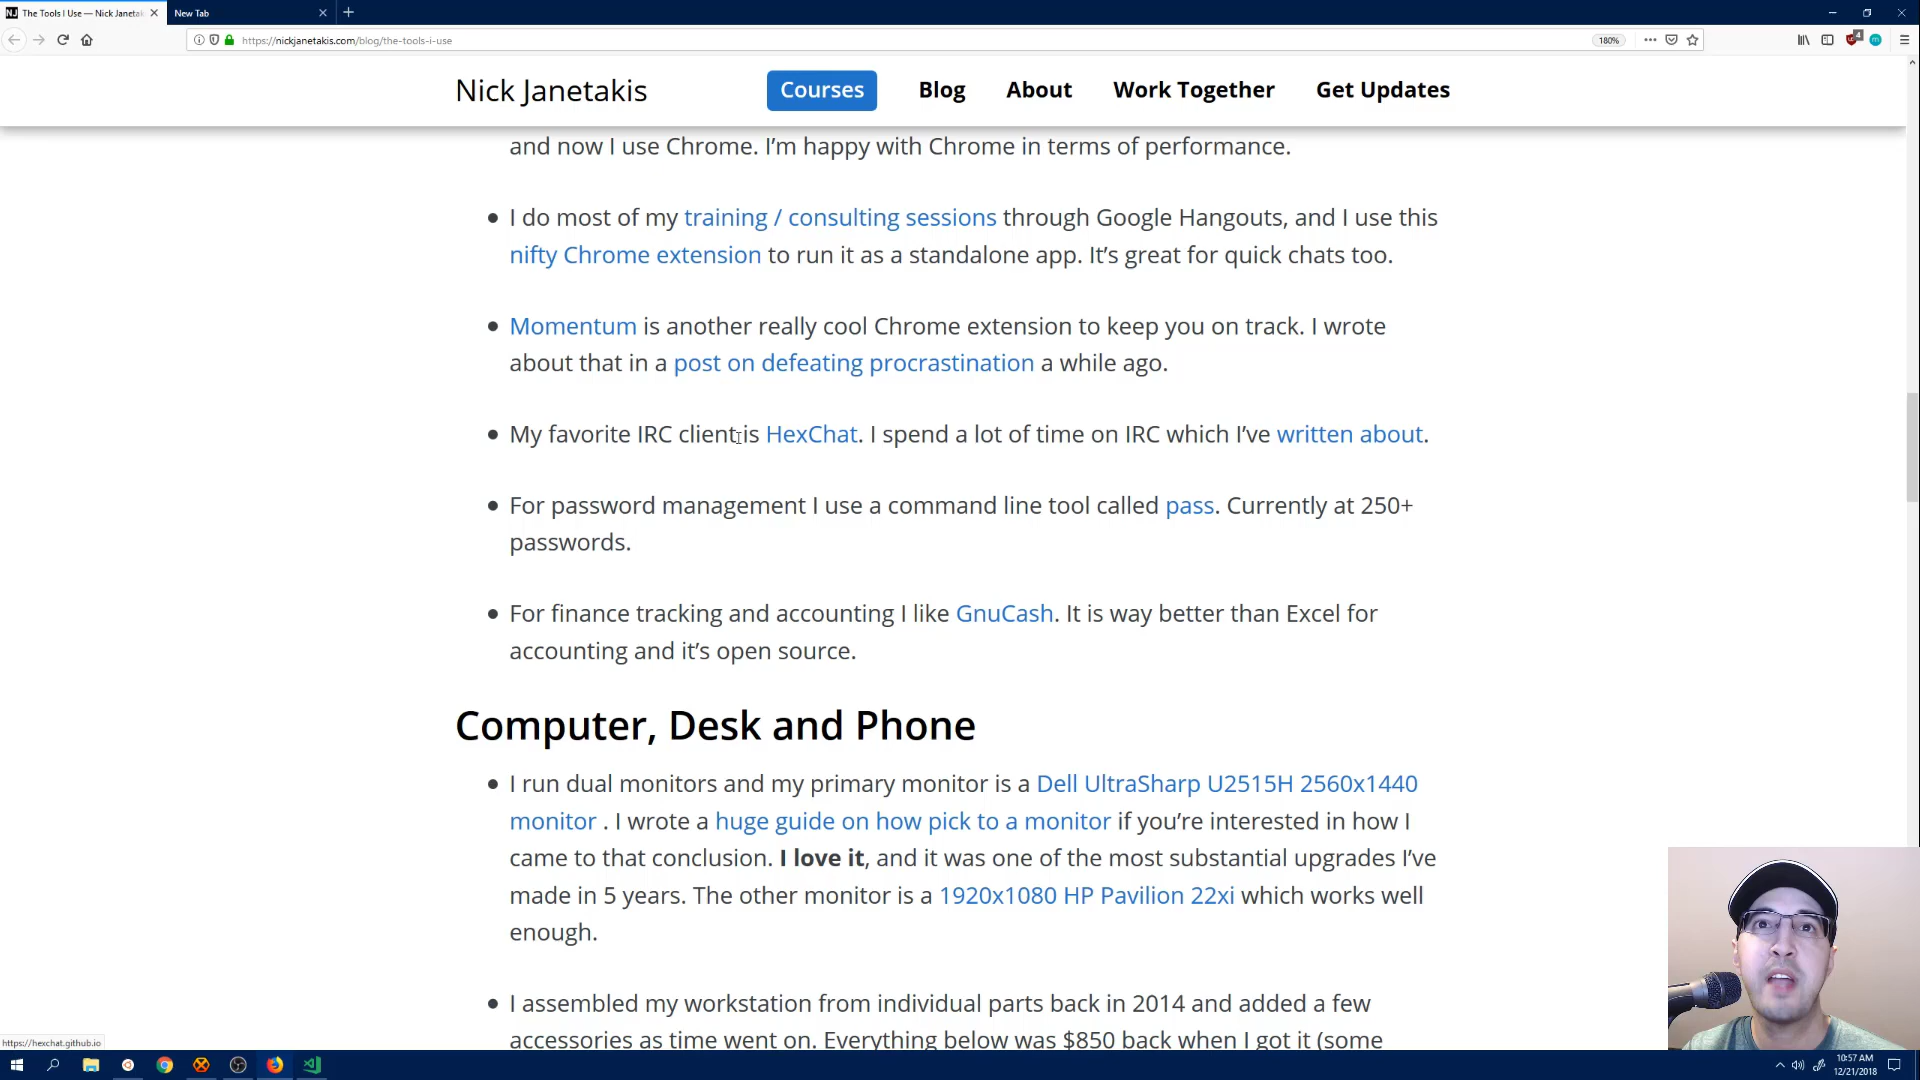 The Tools I Use — Nick Janetak
New Tab
https://nickjanetakis.com/blog/the-tools-i-use
180%
4
Nick Janetakis
Courses
Blog
About
Work Together
Get Updates
and now I use Chrome. I’m happy with Chrome in terms of performance.
I do most of my training / consulting sessions through Google Hangouts, and I use this
nifty Chrome extension to run it as a standalone app. It’s great for quick chats too.
Momentum is another really cool Chrome extension to keep you on track. I wrote
about that in a post on defeating procrastination a while ago.
My favorite IRC client is HexChat. I spend a lot of time on IRC which I’ve written about.
For password management I use a command line tool called pass. Currently at 250+
passwords.
For finance tracking and accounting I like GnuCash. It is way better than Excel for
accounting and it’s open source.
Computer, Desk and Phone
I run dual monitors and my primary monitor is a Dell UltraSharp U2515H 2560x1440
monitor . I wrote a huge guide on how pick to a monitor if you’re interested in how I
came to that conclusion. I love it, and it was one of the most substantial upgrades I’ve
made in 5 years. The other monitor is a 1920x1080 HP Pavilion 22xi which works well
enough.
I assembled my workstation from individual parts back in 2014 and added a few
accessories as time went on. Everything below was $850 back when I got it (some
https://hexchat.github.io
10:57 AM
12/21/2018